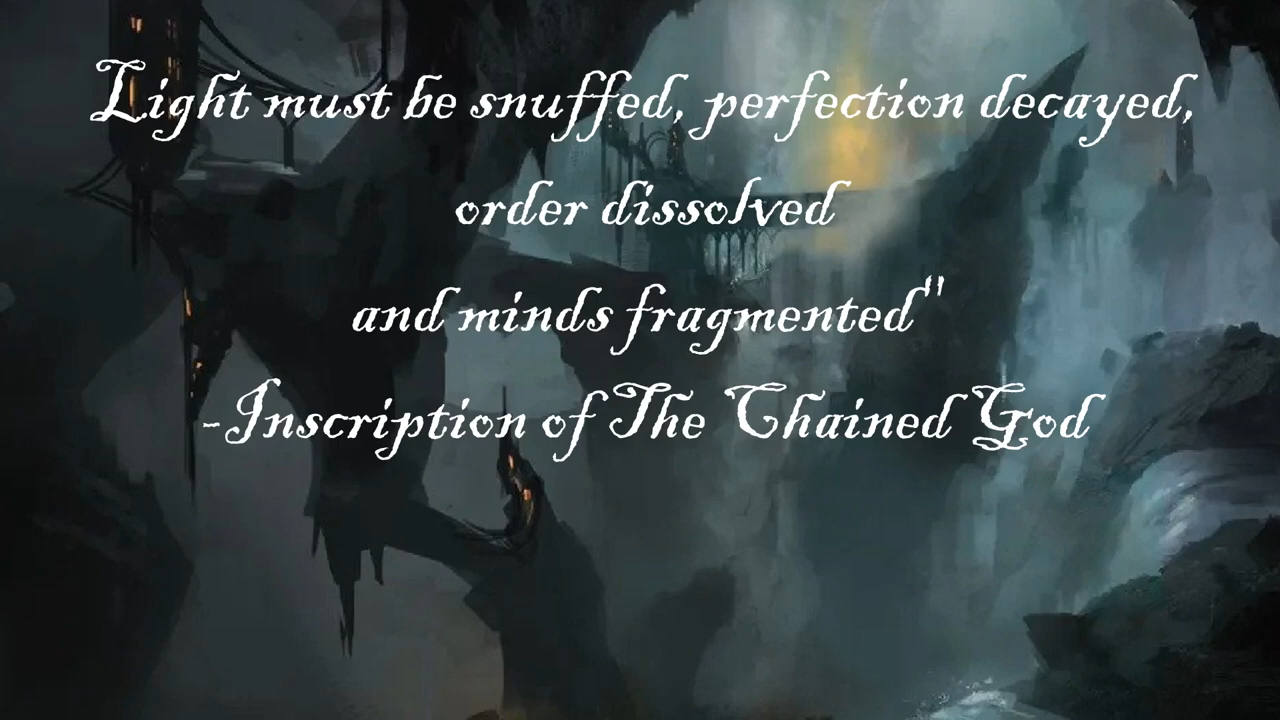 Light must be snuffed, perfection decayed,
order dissolved
and minds fragmented"
-Inscription of The Chained God